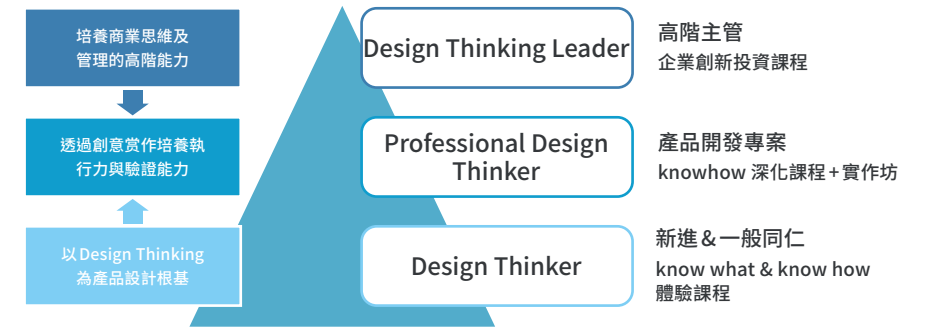 培養商業思維及
管理的高階能力
Design Thinking Leader
高階主管
企業創新投資課程
透過創意賞作培養執
行力與驗證能力
Professional Design
Thinker
產品開發專案
knowhow 深化課程+實作坊
以Design Thinking
為產品設計根基
Design Thinker
新進&一般同仁
know what & know how
體驗課程